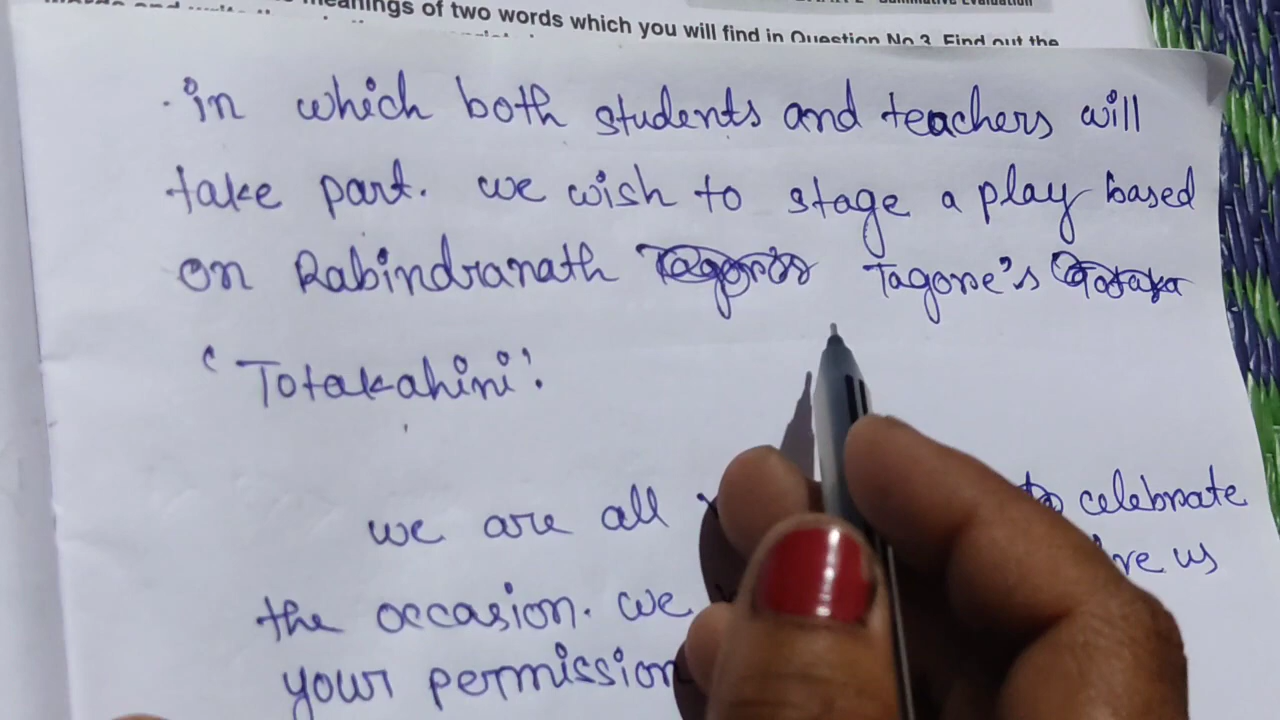 meanings of two words which you will find in Question No 3. Find out the
in which both students and teachers will
take part. we wish to stage a play based
on Rabindranath Tagore's
'Totakahini'.
we are all to celebrate
the occasion. we us
your permission